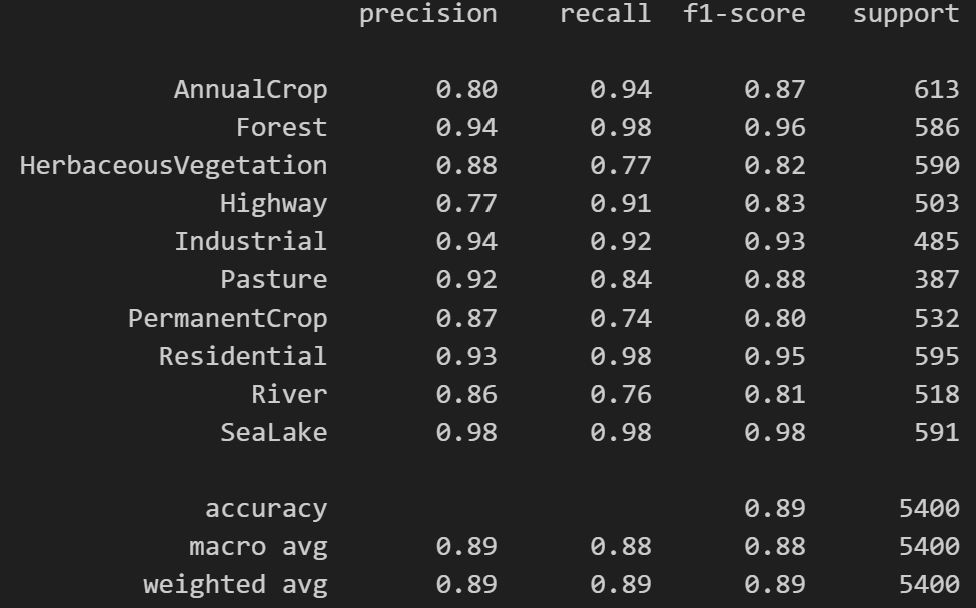 precision recall f1-score support
AnnualCrop 0.80 0.94 0.87 613
Forest 0.94 0.98 0.96 586
HerbaceousVegetation 0.88 0.77 0.82 590
Highway 0.77 0.91 0.83 503
Industrial 0.94 0.92 0.93 485
Pasture 0.92 0.84 0.88 387
PermanentCrop 0.87 0.74 0.80 532
Residential 0.93 0.98 0.95 595
River 0.86 0.76 0.81 518
SeaLake 0.98 0.98 0.98 591
accuracy 0.89 5400
macro avg 0.89 0.88 0.88 5400
weighted avg 0.89 0.89 0.89 5400